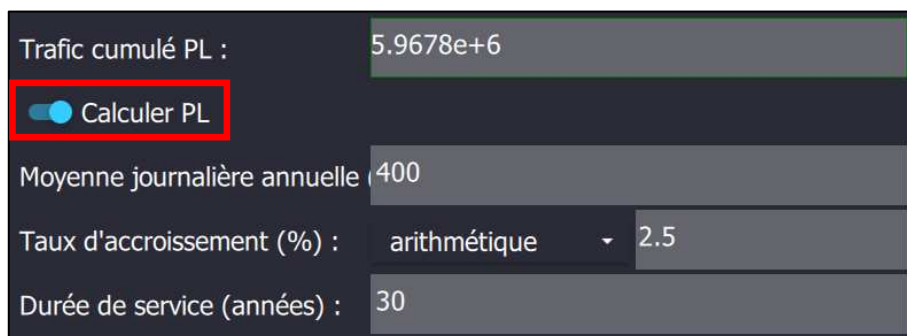 Trafic cumulé PL : 5.9678e+6
Calculer PL
Moyenne journalière annuelle ( 400
Taux d'accroissement (%) : arithmétique 2.5
Durée de service (années) : 30